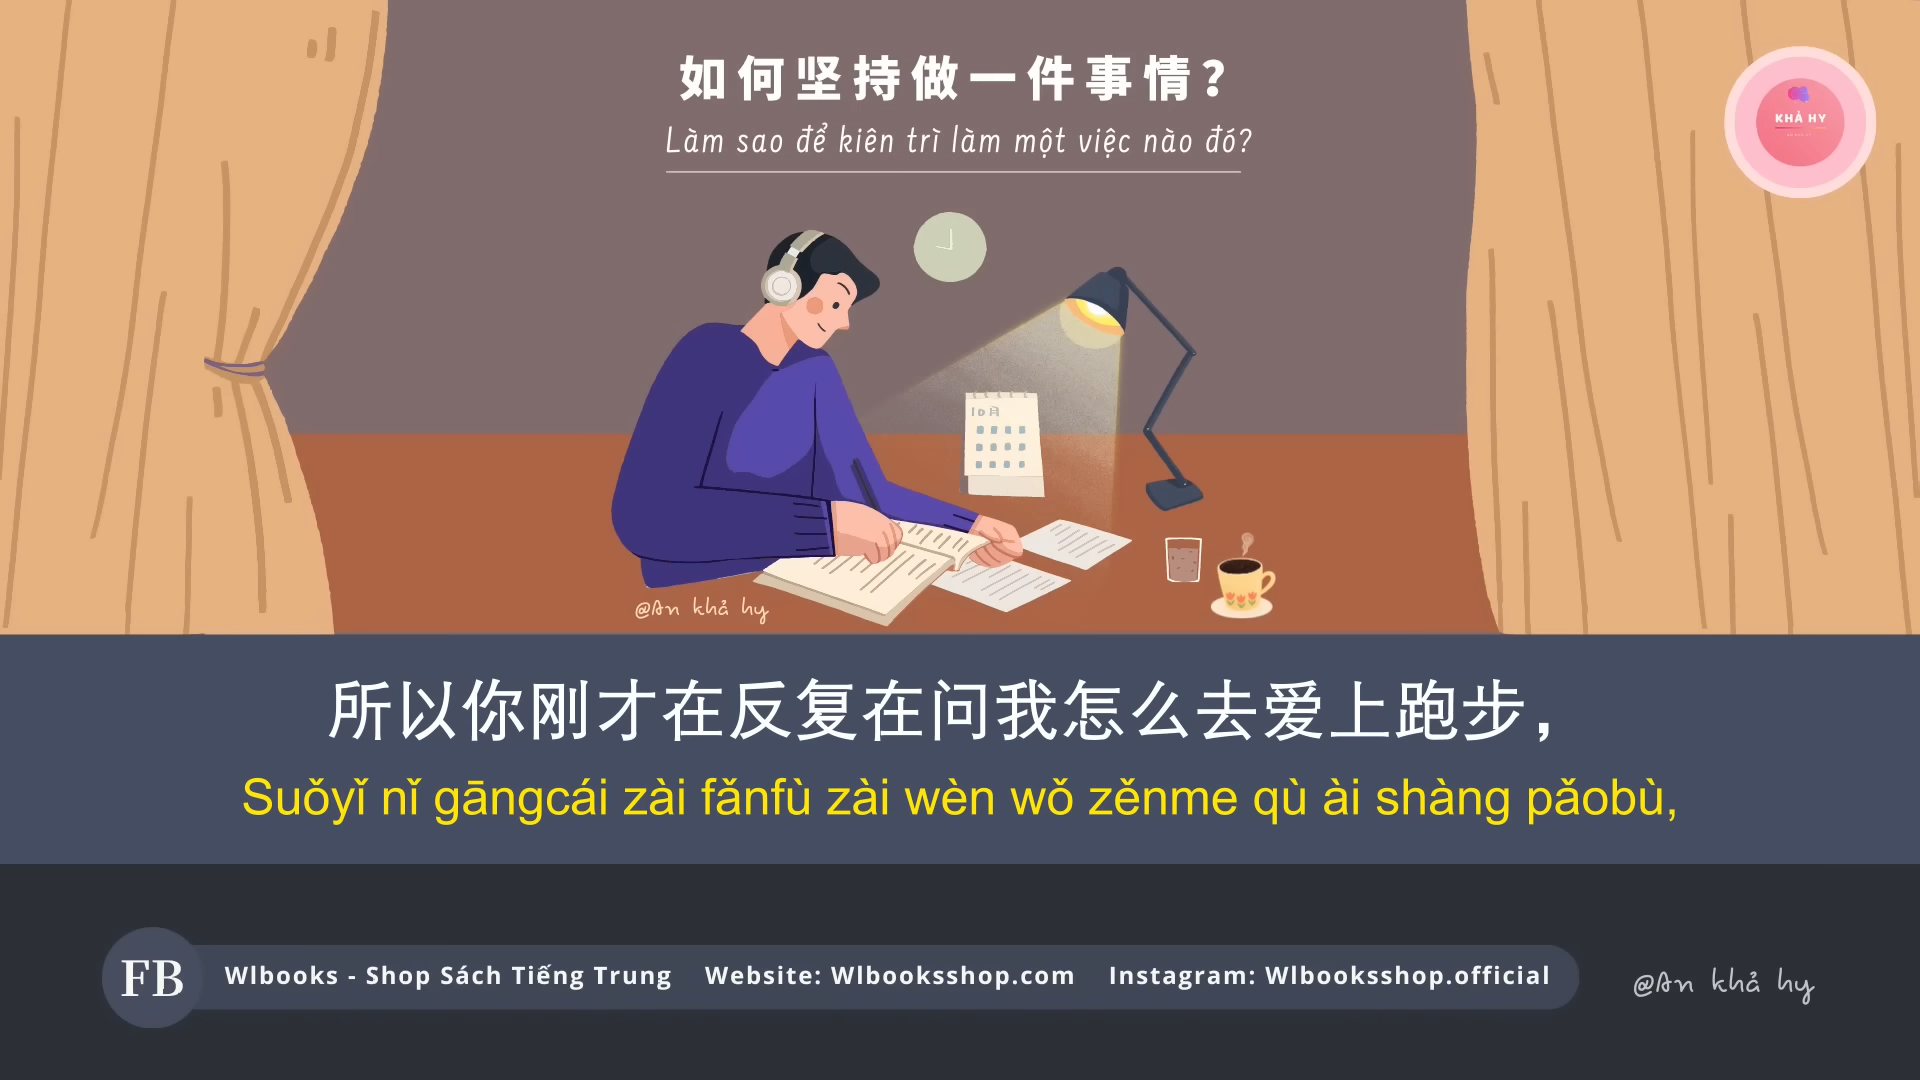 如何坚持做一件事情？
Làm sao để kiên trì làm một việc nào đó?
KHẢ HY
10月
@An khả hy
所以你刚才在反复在问我怎么去爱上跑步，
Suǒyǐ nǐ gāngcái zài fǎnfù zài wèn wǒ zěnme qù ài shàng pǎobù,
FB Wlbooks - Shop Sách Tiếng Trung Website: Wlbooksshop.com Instagram: Wlbooksshop.official
@An khả hy